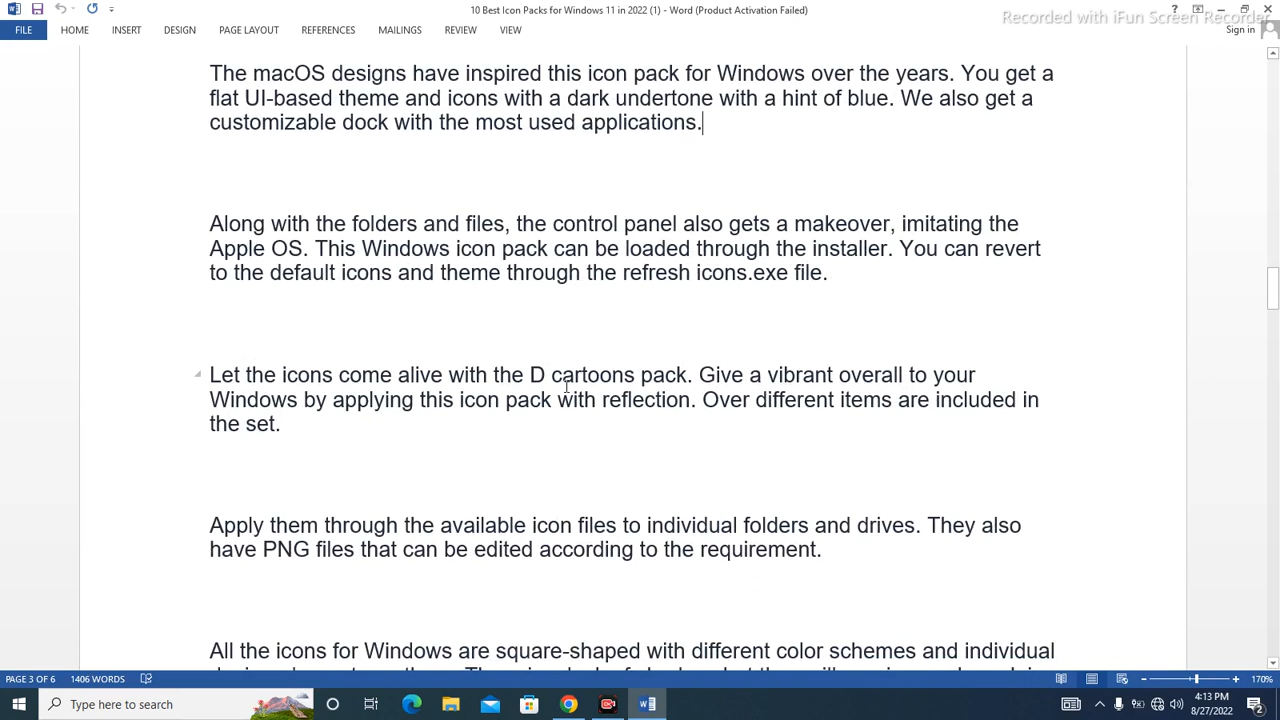 10 Best Icon Packs for Windows 11 in 2022 (1) - Word (Product Activation Failed)
Recorded with iFun Screen Recorder
Sign in
FILE HOME INSERT DESIGN PAGE LAYOUT REFERENCES MAILINGS REVIEW VIEW
The macOS designs have inspired this icon pack for Windows over the years. You get a
flat UI-based theme and icons with a dark undertone with a hint of blue. We also get a
customizable dock with the most used applications.
Along with the folders and files, the control panel also gets a makeover, imitating the
Apple OS. This Windows icon pack can be loaded through the installer. You can revert
to the default icons and theme through the refresh icons.exe file.
Let the icons come alive with the D cartoons pack. Give a vibrant overall to your
Windows by applying this icon pack with reflection. Over different items are included in
the set.
Apply them through the available icon files to individual folders and drives. They also
have PNG files that can be edited according to the requirement.
All the icons for Windows are square-shaped with different color schemes and individual
PAGE 3 OF 6 1406 WORDS 170%
Type here to search
4:13 PM
8/27/2022
2